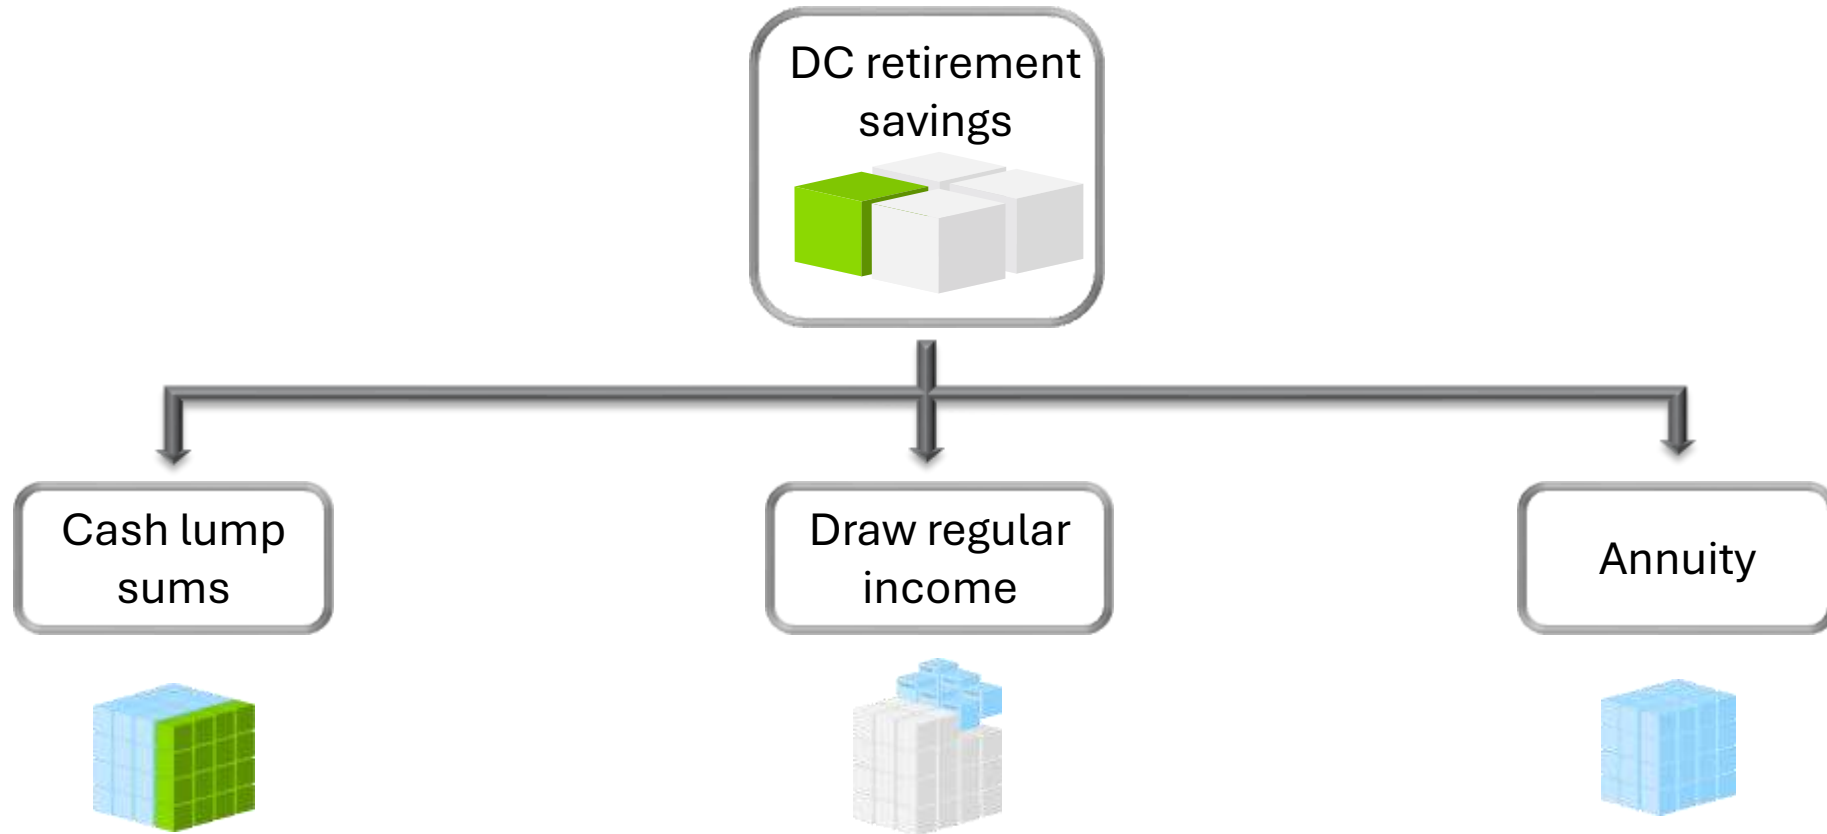 DC retirement
savings
Cash lump
sums
Draw regular
income
Annuity